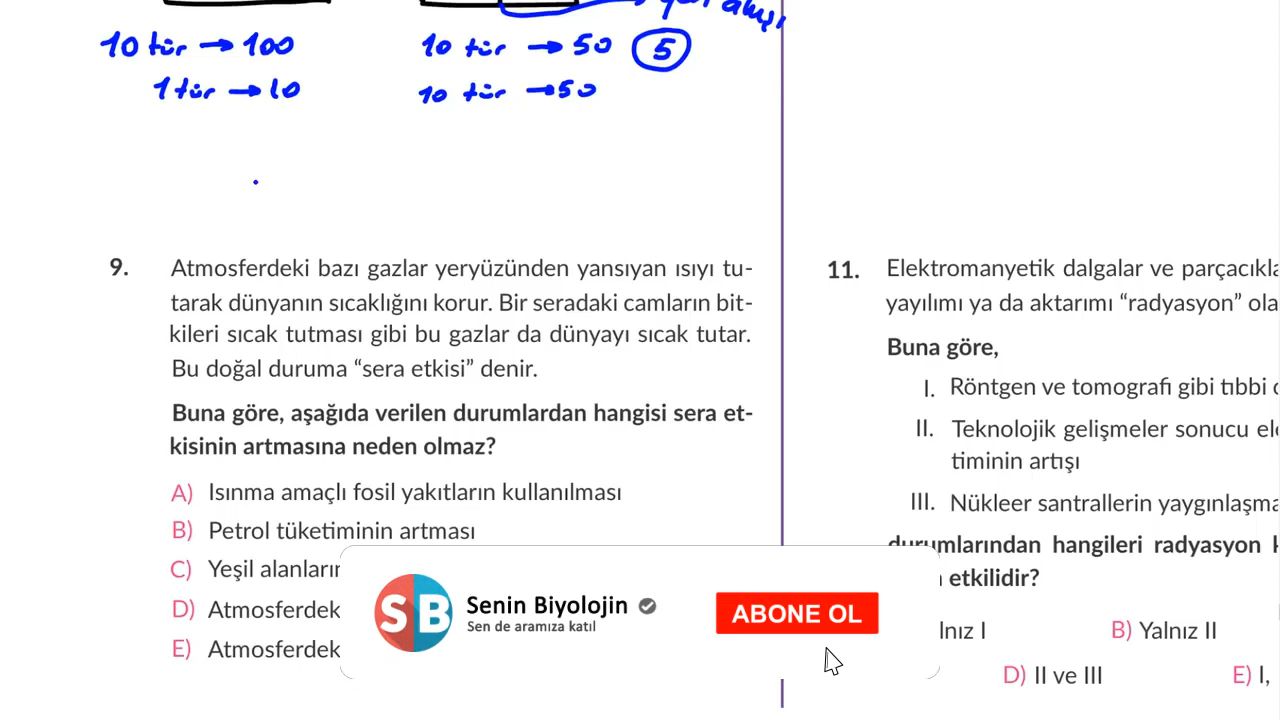 yarı akışı
10 tür → 100
1 tür → 10
10 tür → 50 5
10 tür → 50
9. Atmosferdeki bazı gazlar yeryüzünden yansıyan ısıyı tu-
tarak dünyanın sıcaklığını korur. Bir seradaki camların bit-
kileri sıcak tutması gibi bu gazlar da dünyayı sıcak tutar.
Bu doğal duruma “sera etkisi” denir.
Buna göre, aşağıda verilen durumlardan hangisi sera et-
kisinin artmasına neden olmaz?
A) Isınma amaçlı fosil yakıtların kullanılması
B) Petrol tüketiminin artması
C) Yeşil alanların
D) Atmosferdek
E) Atmosferdek
Senin Biyolojin
Sen de aramıza katıl
ABONE OL
11. Elektromanyetik dalgalar ve parçacıkla
yayılımı ya da aktarımı “radyasyon” ola
Buna göre,
I. Röntgen ve tomografi gibi tıbbi
II. Teknolojik gelişmeler sonucu ele
timinin artışı
III. Nükleer santrallerin yaygınlaşma
durumlarından hangileri radyasyon
etkilidir?
lnız I
B) Yalnız II
D) II ve III
E) I,